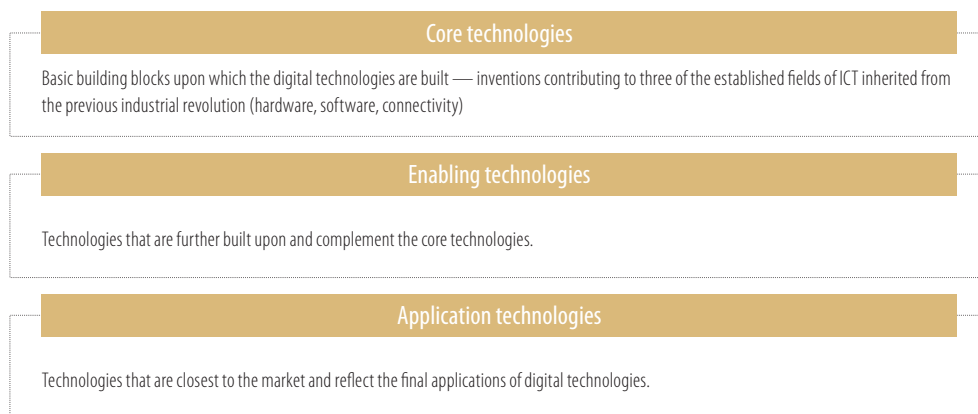 Core technologies
Basic building blocks upon which the digital technologies are built — inventions contributing to three of the established fields of ICT inherited from
the previous industrial revolution (hardware, software, connectivity)
Enabling technologies
Technologies that are further built upon and complement the core technologies.
Application technologies
Technologies that are closest to the market and reflect the final applications of digital technologies.